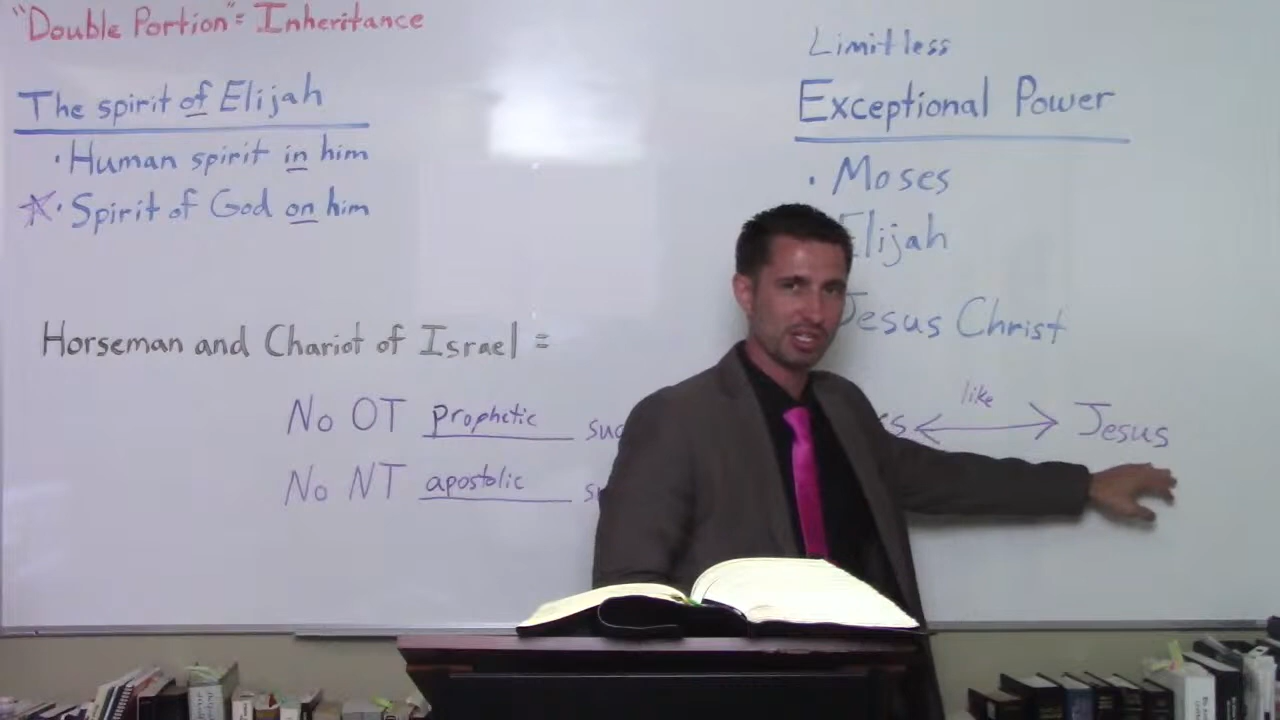 "Double Portion" = Inheritance
The spirit of Elijah
• Human spirit in him
• Spirit of God on him
Horseman and Chariot of Israel =
No OT prophetic
No NT apostolic
Limitless
Exceptional Power
• Moses
Elijah
Jesus Christ
like
Jesus